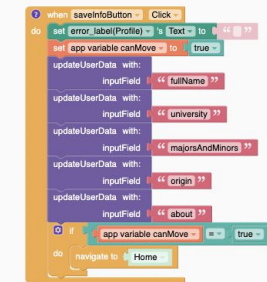 when saveInfoButton Click
do set error_label(Profile) 's Text to “ ”
set app variable canMove to true
updateUserData with:
inputField “ fullName ”
updateUserData with:
inputField “ university ”
updateUserData with:
inputField “ majorsAndMinors ”
updateUserData with:
inputField “ origin ”
updateUserData with:
inputField “ about ”
if app variable canMove = true
do navigate to Home